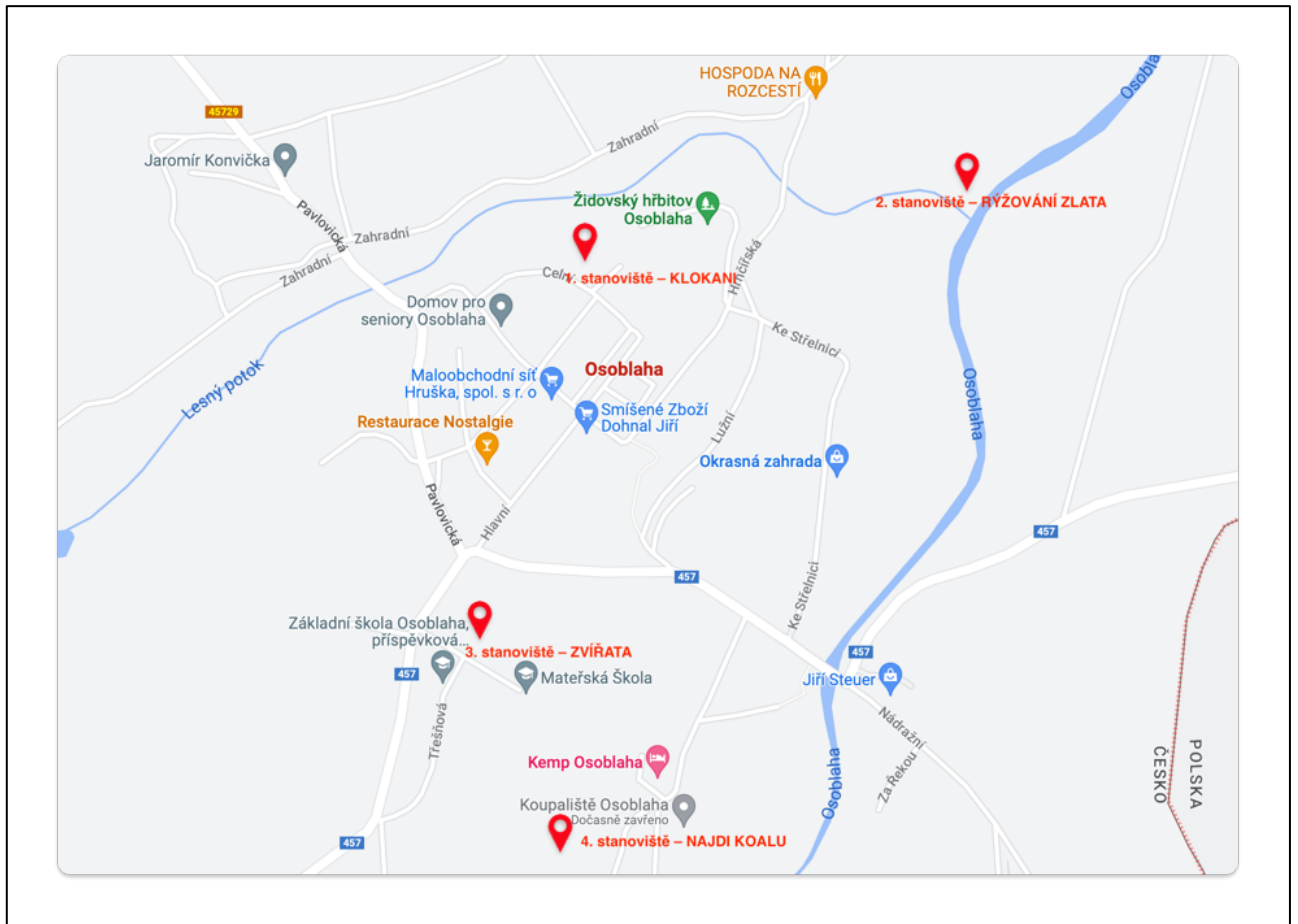 HOSPODA NA
ROZCESTÍ
Osobla
45729
Zahradní
Jaromír Konvička
Židovský hřbitov
Osoblaha
2. stanoviště – RÝŽOVÁNÍ ZLATA
Pavlovická
Zahradní
Zahradní
Hrnčířská
Celní
1. stanoviště – KLOKANI
Domov pro
seniory Osoblaha
Ke Střelnici
Lesný potok
Osoblaha
Maloobchodní síť
Hruška, spol. s r. o
Osoblaha
Smíšené Zboží
Dohnal Jiří
Restaurace Nostalgie
Lužní
Okrasná zahrada
Pavlovická
Hlavní
457
457
Ke Střelnici
Základní škola Osoblaha,
příspěvková...
3. stanoviště – ZVÍŘATA
457
457
Mateřská Škola
Jiří Steuer
Třešňová
Nádražní
Kemp Osoblaha
Za Řekou
Osoblaha
ČESKO
POLSKA
Koupaliště Osoblaha
Dočasně zavřeno
457
4. stanoviště – NAJDI KOALU